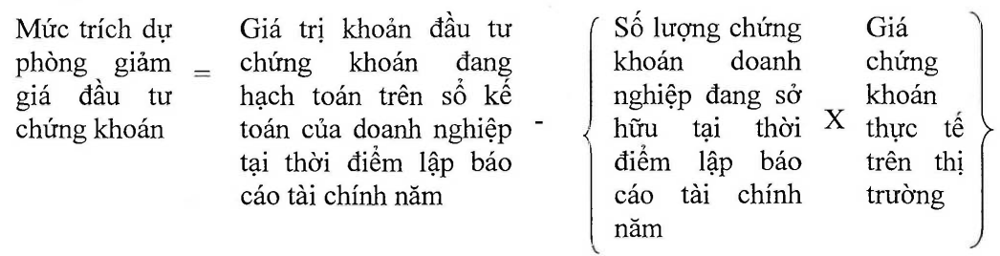 Mức trích dự
phòng giảm
giá đầu tư
chứng khoán
=
Giá trị khoản đầu tư
chứng khoán đang
hạch toán trên sổ kế
toán của doanh nghiệp
tại thời điểm lập báo
cáo tài chính năm
-
Số lượng chứng
khoán doanh
nghiệp đang sở
hữu tại thời
điểm lập báo
cáo tài chính
năm
X
Giá
chứng
khoán
thực tế
trên thị
trường